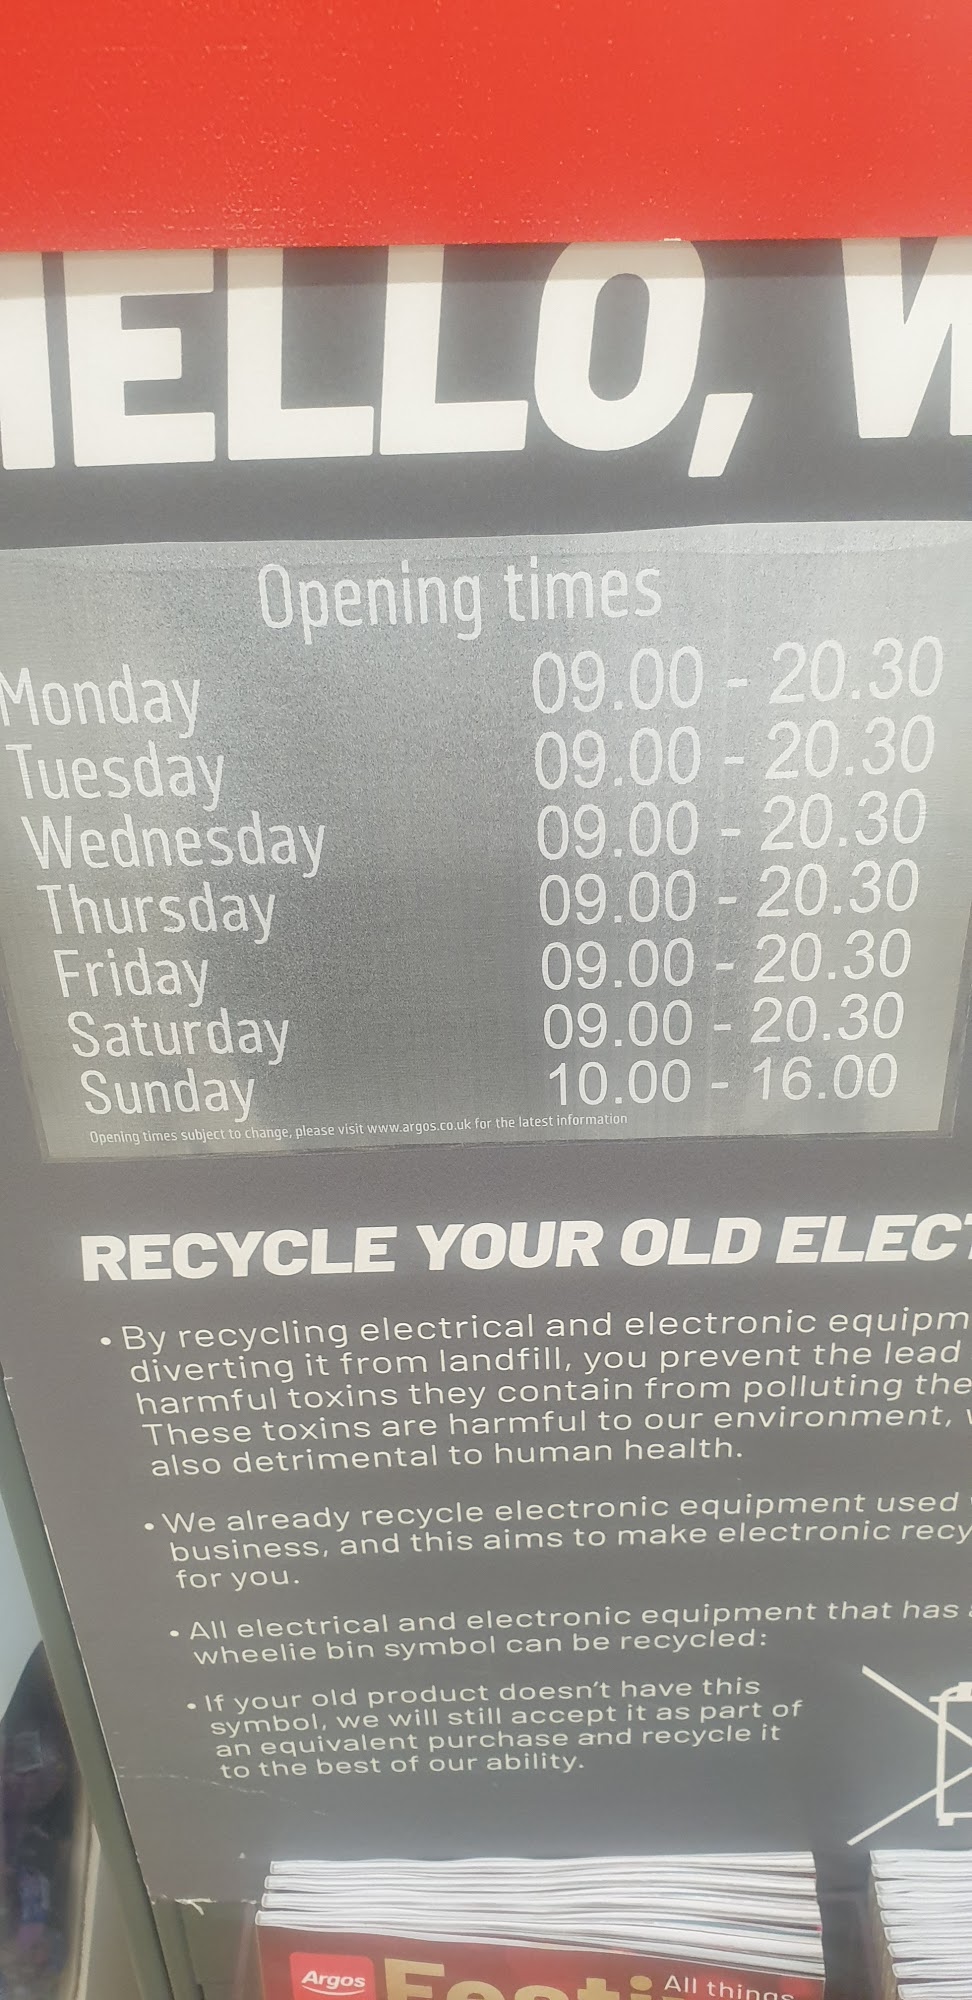 HELLO, W
Opening times
Monday 09.00 - 20.30
Tuesday 09.00 - 20.30
Wednesday 09.00 - 20.30
Thursday 09.00 - 20.30
Friday 09.00 - 20.30
Saturday 09.00 - 20.30
Sunday 10.00 - 16.00
Opening times subject to change, please visit www.argos.co.uk for the latest information
RECYCLE YOUR OLD ELECT
• By recycling electrical and electronic equipm
diverting it from landfill, you prevent the lead
harmful toxins they contain from polluting the
These toxins are harmful to our environment,
also detrimental to human health.
• We already recycle electronic equipment used
business, and this aims to make electronic recy
for you.
• All electrical and electronic equipment that has
wheelie bin symbol can be recycled:
• If your old product doesn't have this
symbol, we will still accept it as part of
an equivalent purchase and recycle it
to the best of our ability.
Argos
All things